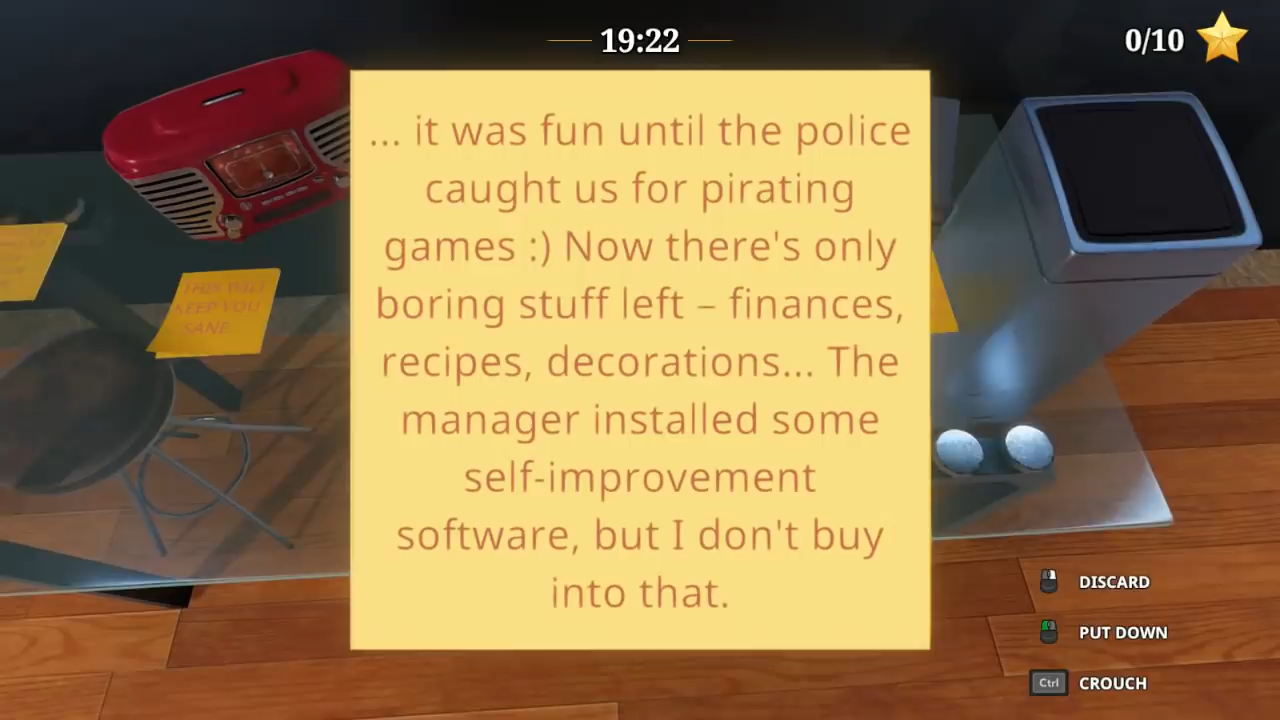 19:22
0/10
... it was fun until the police
caught us for pirating
games :) Now there's only
boring stuff left – finances,
recipes, decorations... The
manager installed some
self-improvement
software, but I don't buy
into that.
THIS WILL
KEEP YOU
SANE
DISCARD
PUT DOWN
Ctrl CROUCH